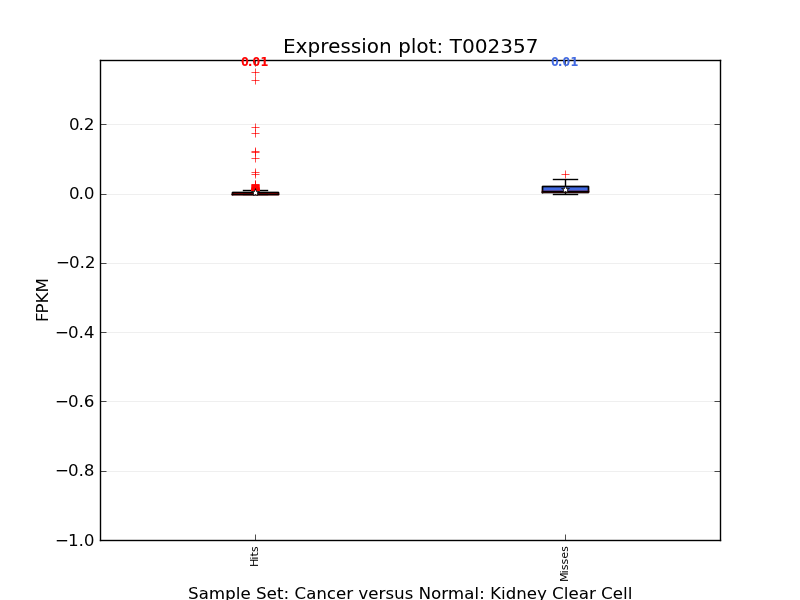 Expression plot: T002357
0.01
0.01
0.2
0.0
−0.2
−0.4
−0.6
−0.8
−1.0
FPKM
Hits
Misses
Sample Set: Cancer versus Normal: Kidney Clear Cell